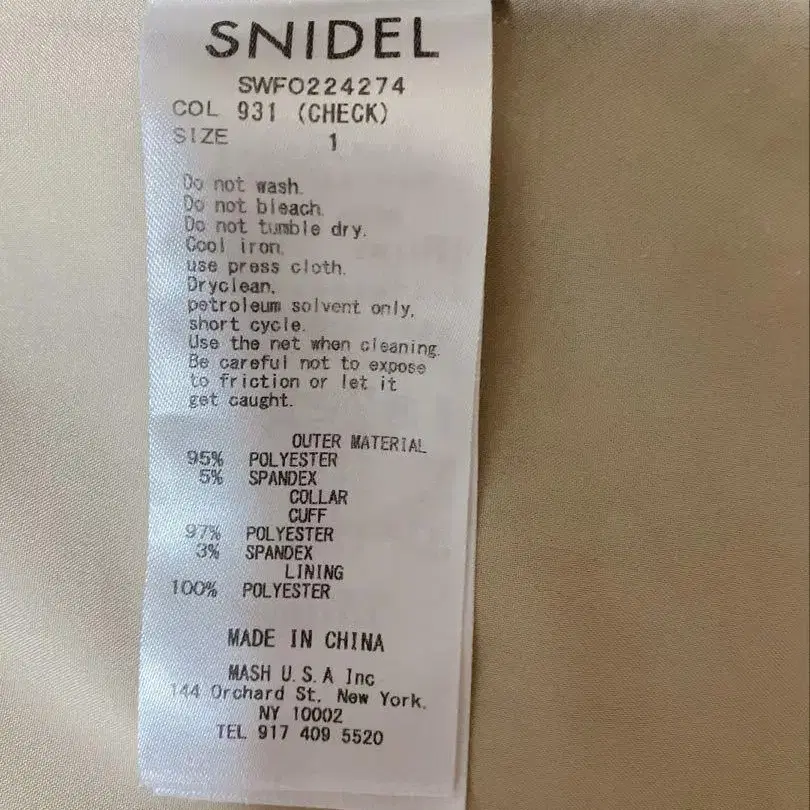 SNIDEL
SWFO224274
COL 931 (CHECK)
SIZE 1
Do not wash.
Do not bleach.
Do not tumble dry.
Cool iron.
use press cloth.
Dryclean.
petroleum solvent only,
short cycle.
Use the net when cleaning.
Be careful not to expose
to friction or let it
get caught.
OUTER MATERIAL
95% POLYESTER
5% SPANDEX
COLLAR
CUFF
97% POLYESTER
3% SPANDEX
LINING
100% POLYESTER
MADE IN CHINA
MASH U.S.A Inc
144 Orchard St. New York.
NY 10002
TEL 917 409 5520